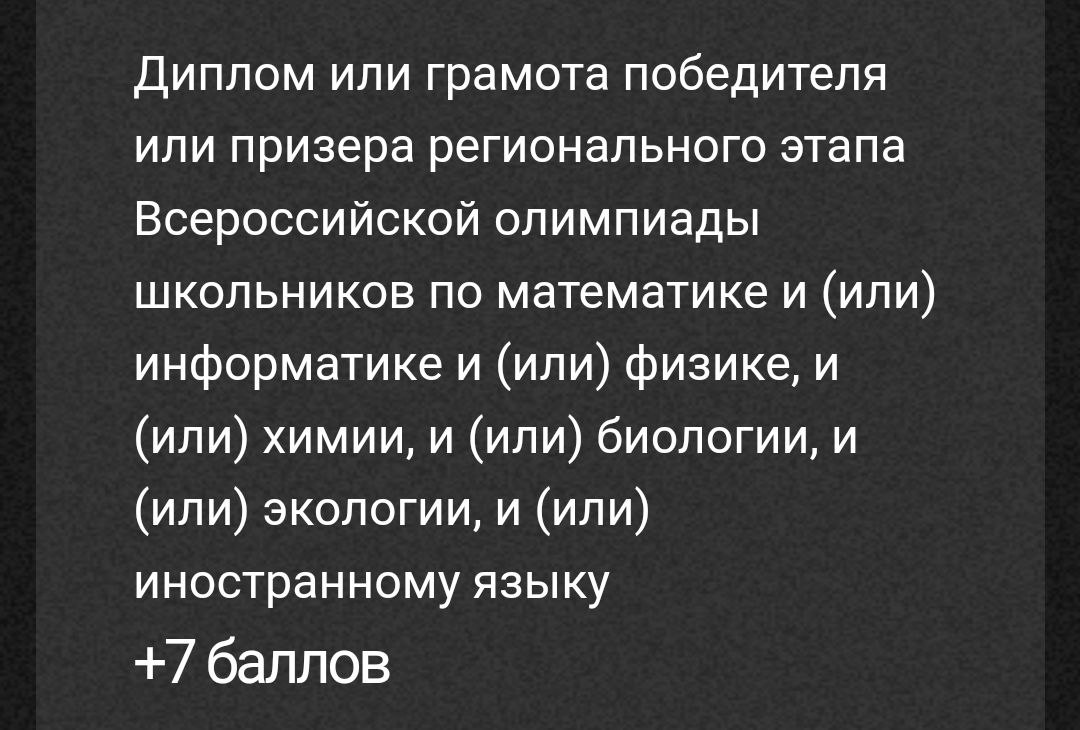 Диплом или грамота победителя
или призера регионального этапа
Всероссийской олимпиады
школьников по математике и (или)
информатике и (или) физике, и
(или) химии, и (или) биологии, и
(или) экологии, и (или)
иностранному языку
+7 баллов